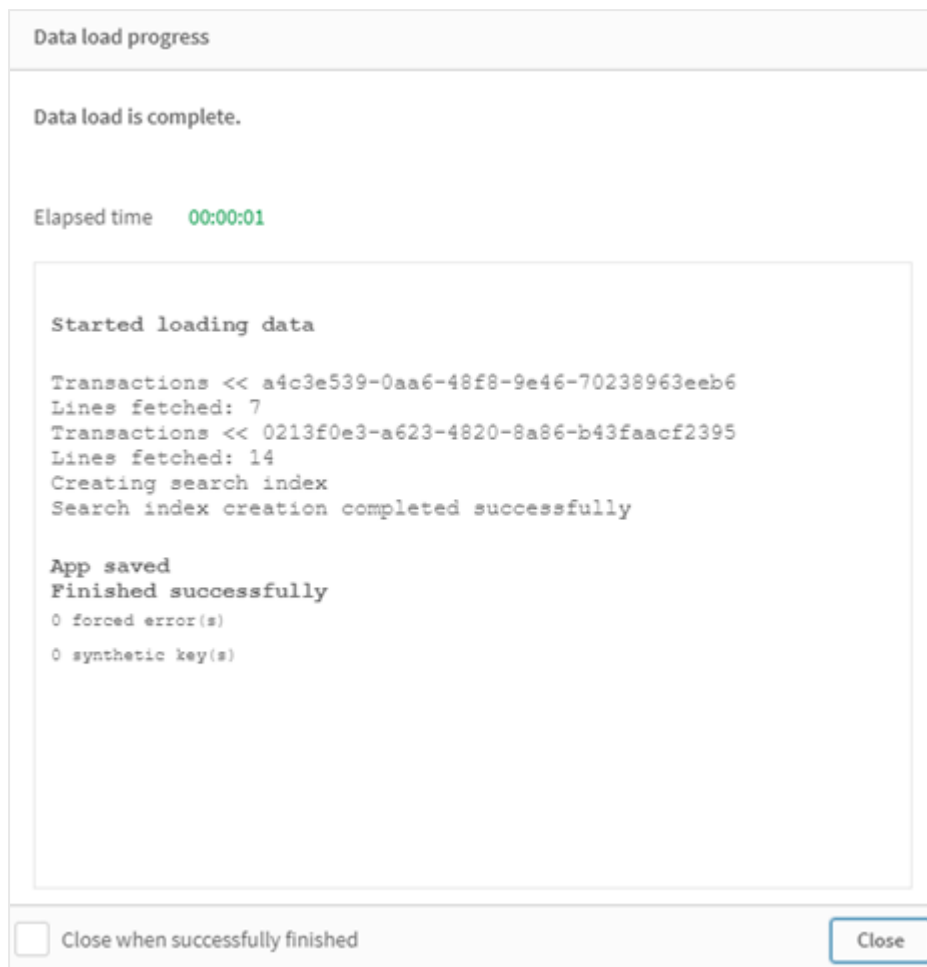 Data load progress
Data load is complete.
Elapsed time 00:00:01
Started loading data
Transactions << a4c3e539-0aa6-48f8-9e46-70238963eeb6
Lines fetched: 7
Transactions << 0213f0e3-a623-4820-8a86-b43faacf2395
Lines fetched: 14
Creating search index
Search index creation completed successfully
App saved
Finished successfully
0 forced error(s)
0 synthetic key(s)
Close when successfully finished
Close